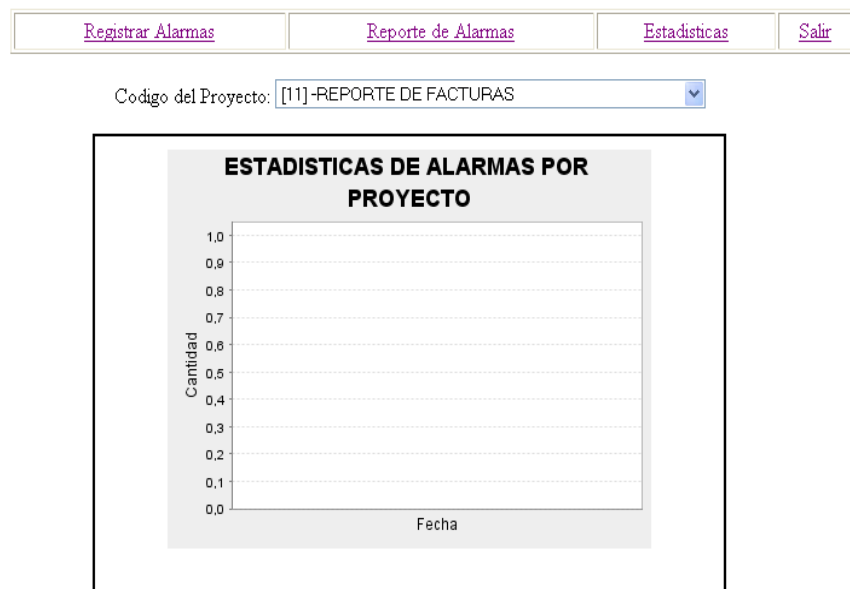 Registrar Alarmas Reporte de Alarmas Estadisticas Salir
Codigo del Proyecto: [11]-REPORTE DE FACTURAS
ESTADISTICAS DE ALARMAS POR
PROYECTO
1,0
0,9
0,8
0,7
0,6
0,5
0,4
0,3
0,2
0,1
0,0
Cantidad
Fecha